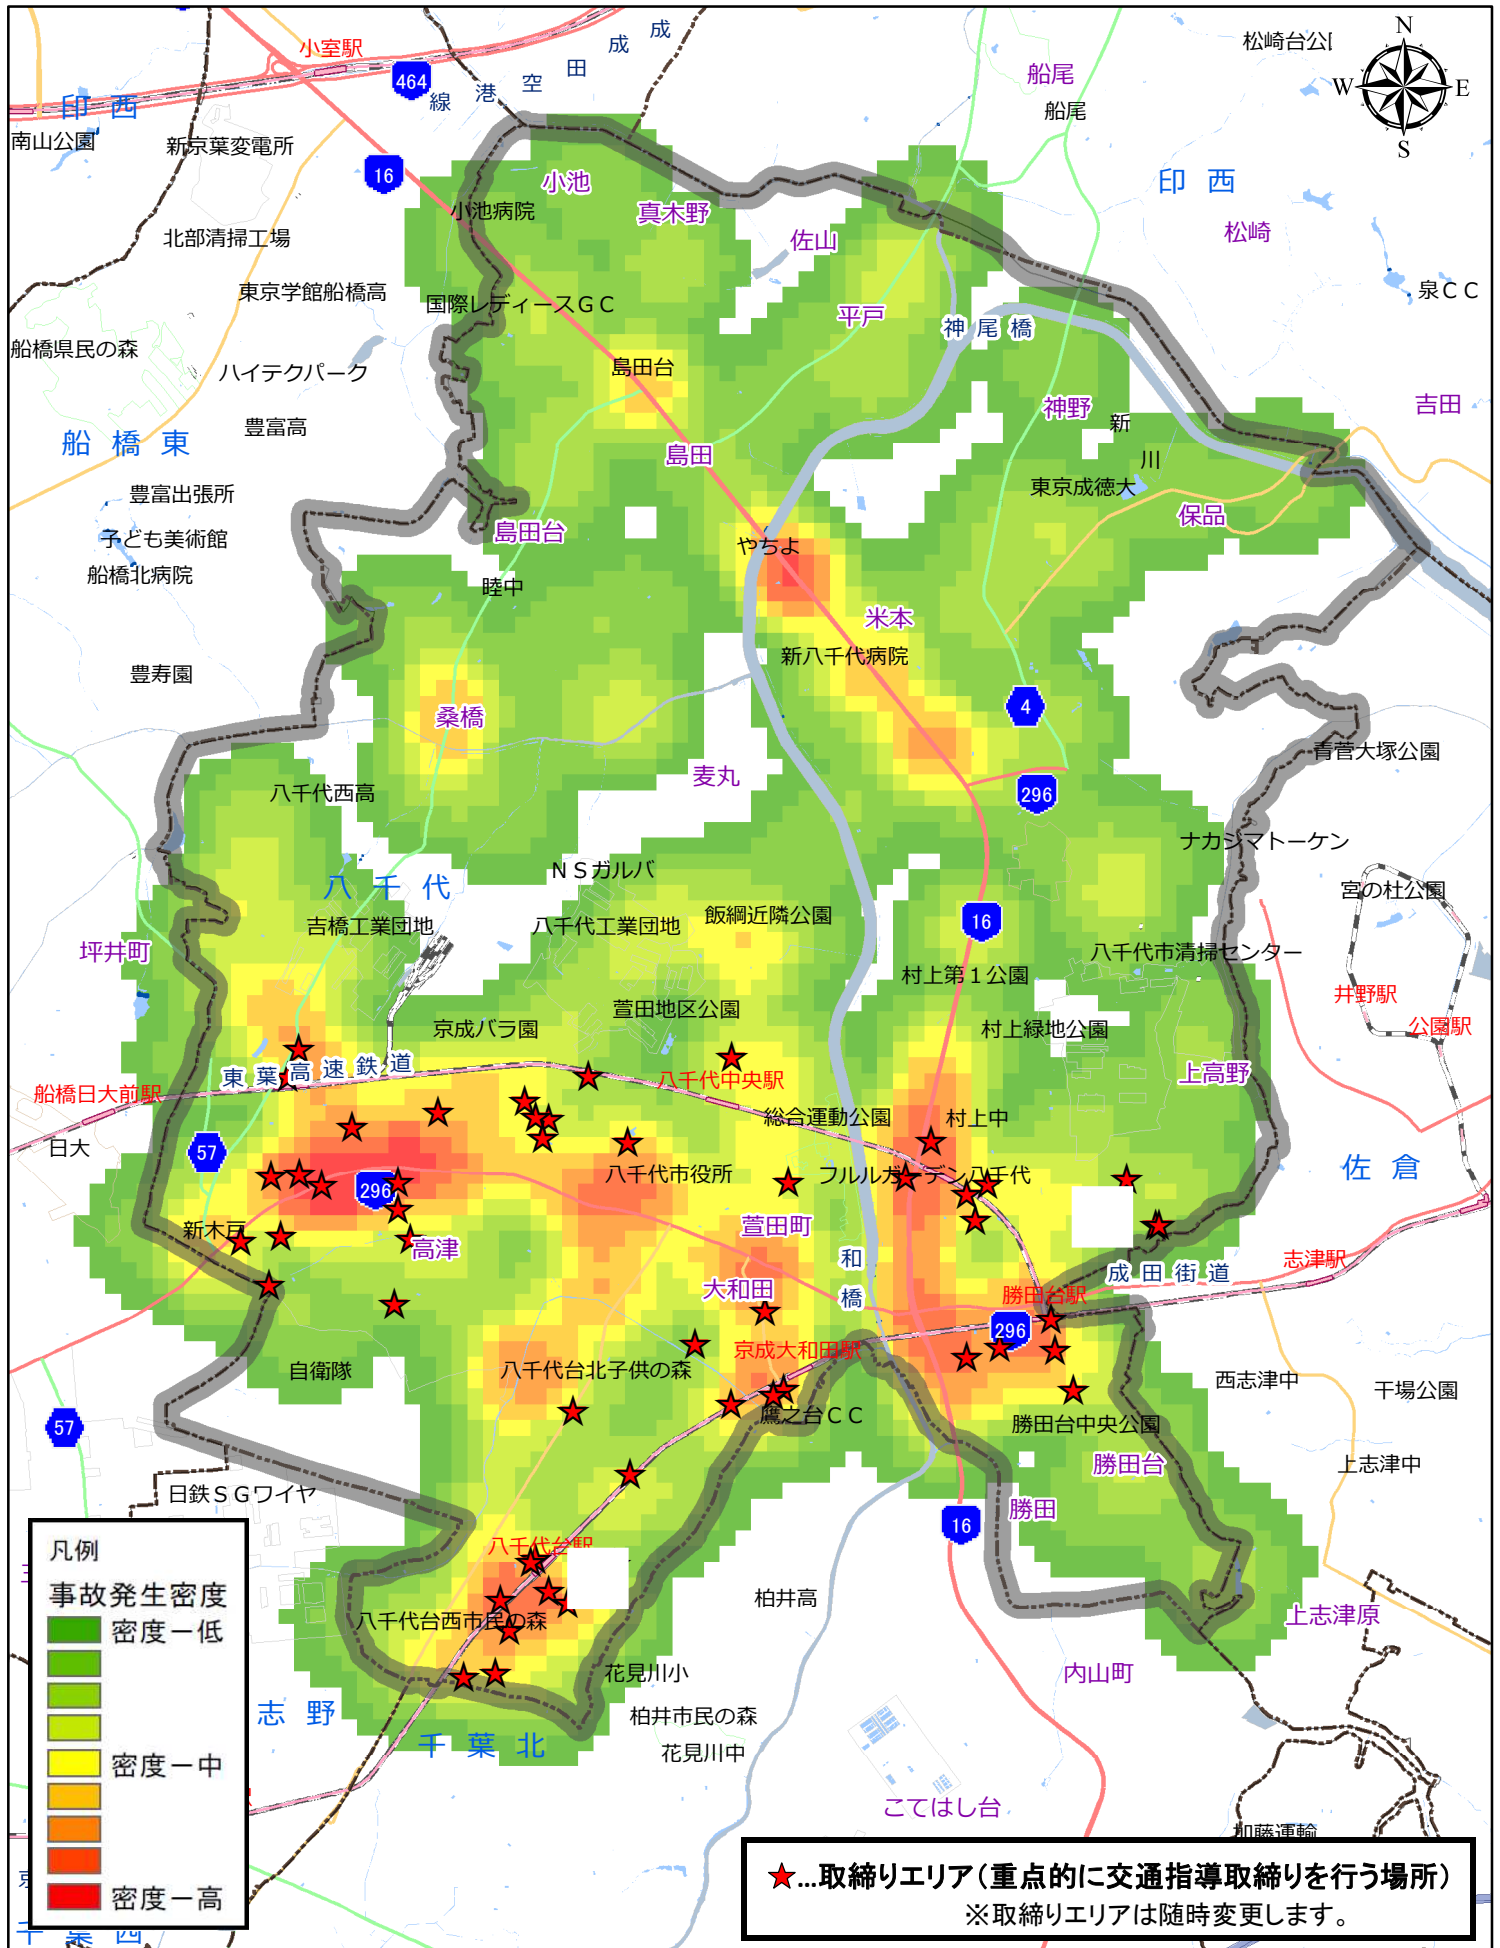 小室駅
成
成
田
空
港
線
464
松崎台公
N
W
E
S
船尾
船尾
印西
南山公園
新京葉変電所
16
小池
小池病院
真木野
佐山
印西
松崎
北部清掃工場
東京学館船橋高
国際レディースGC
平戸
神尾橋
泉CC
船橋県民の森
ハイテクパーク
島田台
神野
吉田
豊富高
船橋東
島田
新
川
東京成徳大
豊富出張所
保品
子ども美術館
島田台
やちよ
船橋北病院
睦中
米本
新八千代病院
豊寿園
桑橋
4
青菅大塚公園
麦丸
296
八千代西高
ナカジマトーケン
八千代
NSガルバ
宮の杜公園
吉橋工業団地
八千代工業団地
飯綱近隣公園
16
坪井町
八千代市清掃センター
村上第1公園
井野駅
萱田地区公園
京成バラ園
村上緑地公園
公園駅
東葉高速鉄道
八千代中央駅
上高野
船橋日大前駅
総合運動公園
村上中
日大
57
八千代市役所
フルルガーデン八千代
佐倉
296
新木戸
高津
萱田町
和
橋
大和田
成田街道
志津駅
勝田台駅
296
京成大和田駅
自衛隊
八千代台北子供の森
西志津中
干場公園
57
鷹之台CC
勝田台中央公園
勝田台
上志津中
日鉄SGワイヤ
勝田
16
八千代台駅
柏井高
八千代台西市民の森
上志津原
花見川小
内山町
志野
柏井市民の森
千葉北
花見川中
こてはし台
加藤運輸
凡例
事故発生密度
密度－低
密度－中
密度－高
千葉西
★…取締りエリア（重点的に交通指導取締りを行う場所）
※取締りエリアは随時変更します。